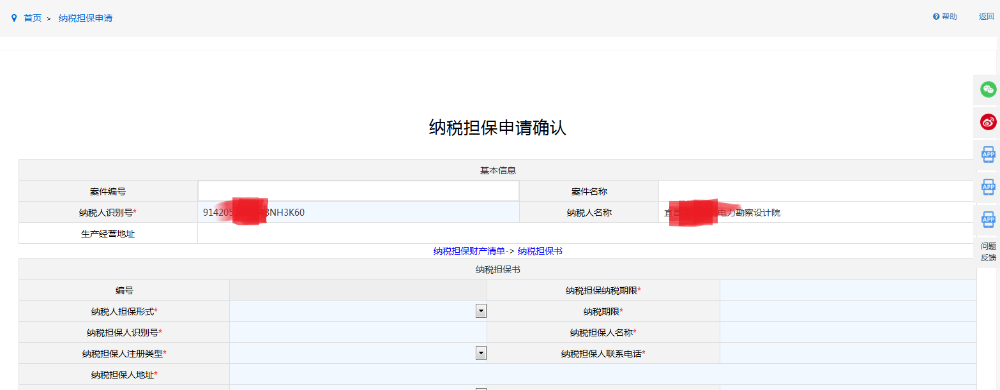 首页 > 纳税担保申请
帮助 返回
纳税担保申请确认
基本信息
案件编号 案件名称
纳税人识别号* 91420 3NH3K60 纳税人名称 宜 电力勘察设计院
生产经营地址
纳税担保财产清单-> 纳税担保书
纳税担保书
编号 纳税担保纳税期限*
纳税人担保形式* 纳税期限*
纳税担保人识别号* 纳税担保人名称*
纳税担保人注册类型* 纳税担保人联系电话*
纳税担保人地址*
APP
APP
APP
问题
反馈